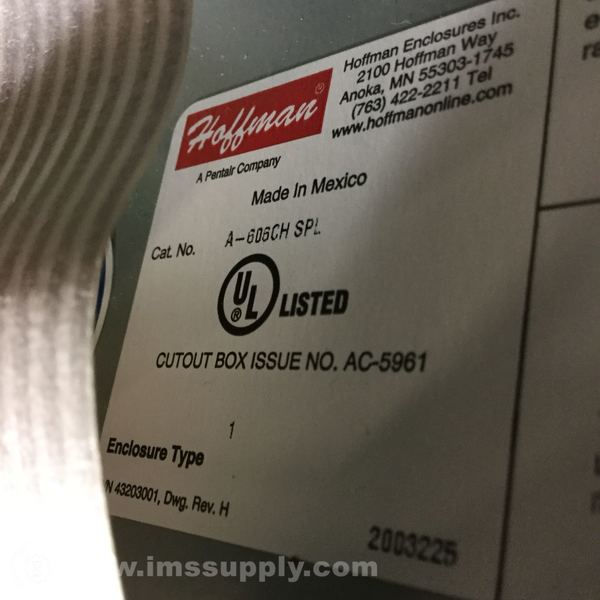 Hoffman Enclosures Inc.
2100 Hoffman Way
Anoka, MN 55303-1745
(763) 422-2211 Tel
www.hoffmanonline.com
Hoffman®
A Pentair Company
Made In Mexico
Cat. No. A-606CH SPL
UL® LISTED
CUTOUT BOX ISSUE NO. AC-5961
1
Enclosure Type
43203001, Dwg. Rev. H
2003225
www.imssupply.com